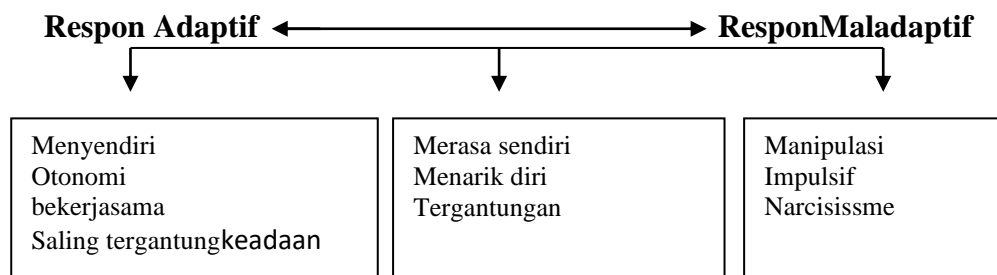 Respon Adaptif ResponMaladaptif
Menyendiri
Otonomi
bekerjasama
Saling tergantungkeadaan
Merasa sendiri
Menarik diri
Tergantungan
Manipulasi
Impulsif
Narcisissme